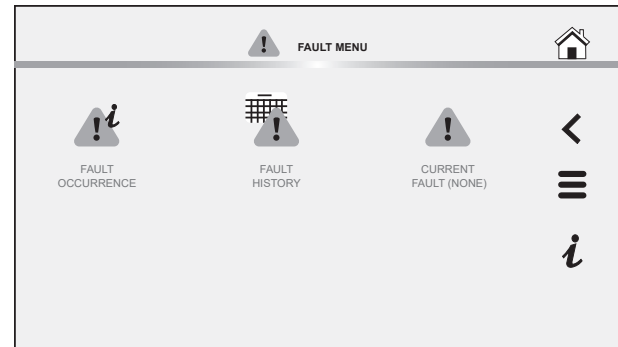 FAULT MENU
FAULT
OCCURRENCE
FAULT
HISTORY
CURRENT
FAULT (NONE)